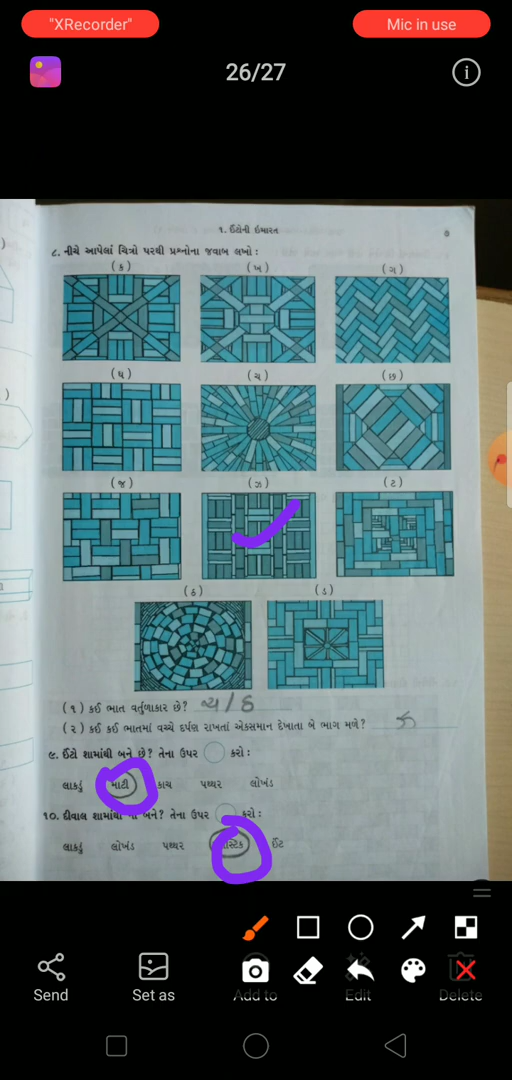 "XRecorder" Mic in use
26/27
૧. ઈંટોની ઇમારત ૭
૮. નીચે આપેલાં ચિત્રો પરથી પ્રશ્નોના જવાબ લખો :
(ક) (ખ) (ગ)
(ઘ) (ચ) (છ)
(જ) (ઝ) (ટ)
(ઠ) (ડ)
(૧) કઈ ભાત વર્તુળાકાર છે? ચ / ઠ
(૨) કઈ કઈ ભાતમાં વચ્ચે દર્પણ રાખતાં એકસમાન દેખાતા બે ભાગ મળે? ક
૯. ઈંટો શામાંથી બને છે? તેના ઉપર કરો :
લાકડું માટી કાચ પથ્થર લોખંડ
૧૦. દીવાલ શામાંથી બને? તેના ઉપર કરો :
લાકડું લોખંડ પથ્થર ઈંટ
Send Set as Add to Edit Delete